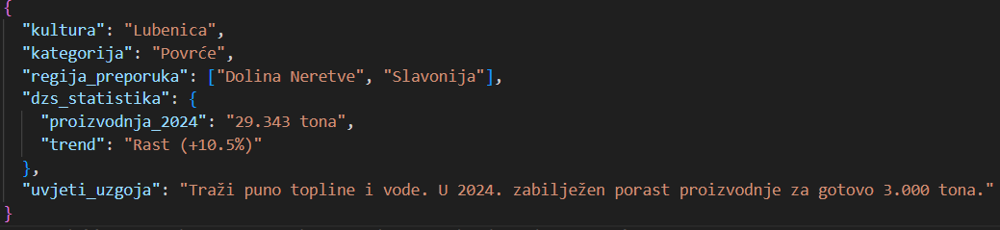 {
"kultura": "Lubenica",
"kategorija": "Povrće",
"regija_preporuka": ["Dolina Neretve", "Slavonija"],
"dzs_statistika": {
"proizvodnja_2024": "29.343 tona",
"trend": "Rast (+10.5%)"
},
"uvjeti_uzgoja": "Traži puno topline i vode. U 2024. zabilježen porast proizvodnje za gotovo 3.000 tona."
}